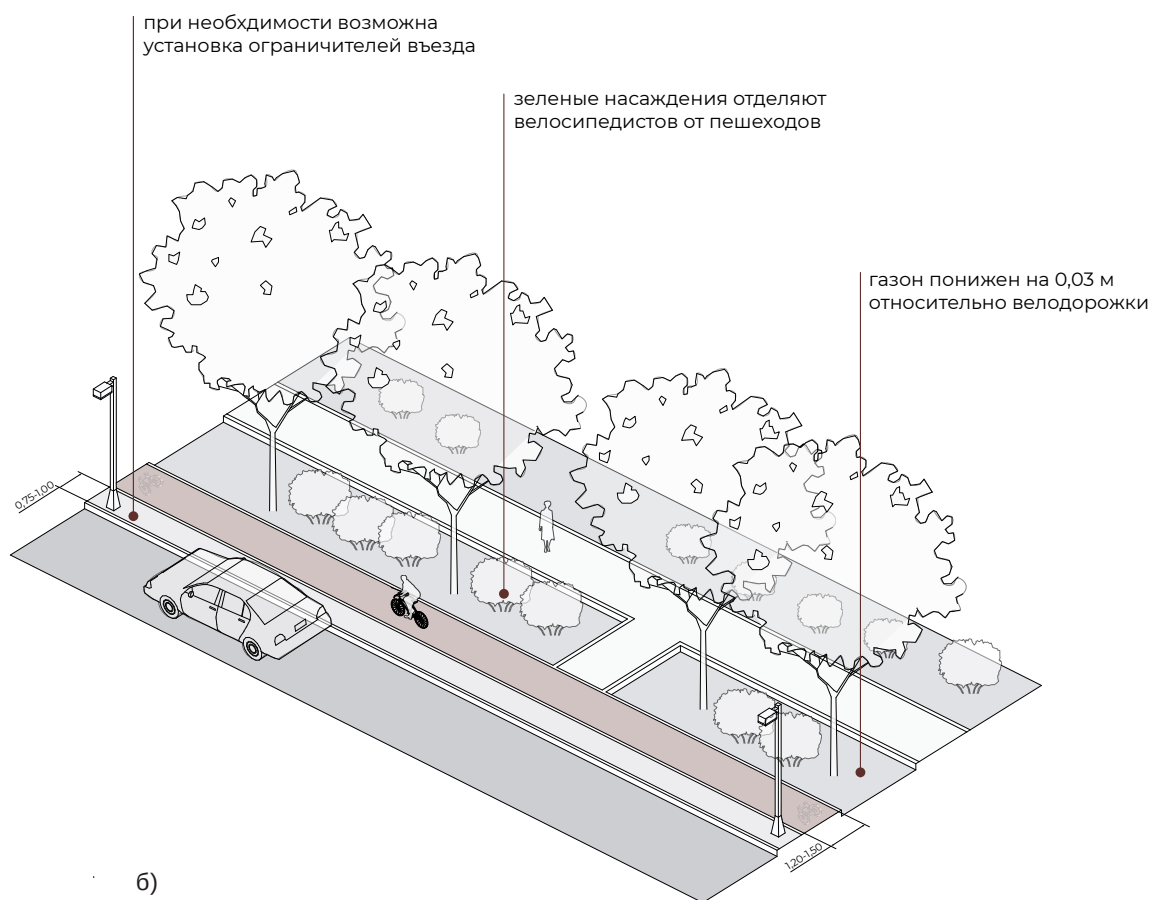 при необхдимости возможна
установка ограничителей въезда
зеленые насаждения отделяют
велосипедистов от пешеходов
газон понижен на 0,03 м
относительно велодорожки
0,75-1,00
1,20-1,50
б)